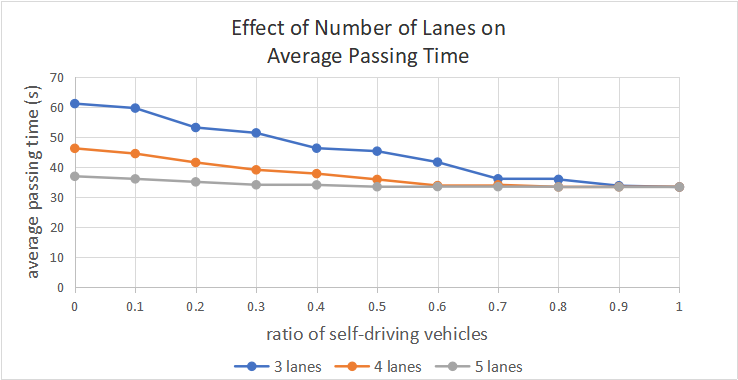 Effect of Number of Lanes on
Average Passing Time
average passing time (s)
70
60
50
40
30
20
10
0
0 0.1 0.2 0.3 0.4 0.5 0.6 0.7 0.8 0.9 1
ratio of self-driving vehicles
3 lanes 4 lanes 5 lanes